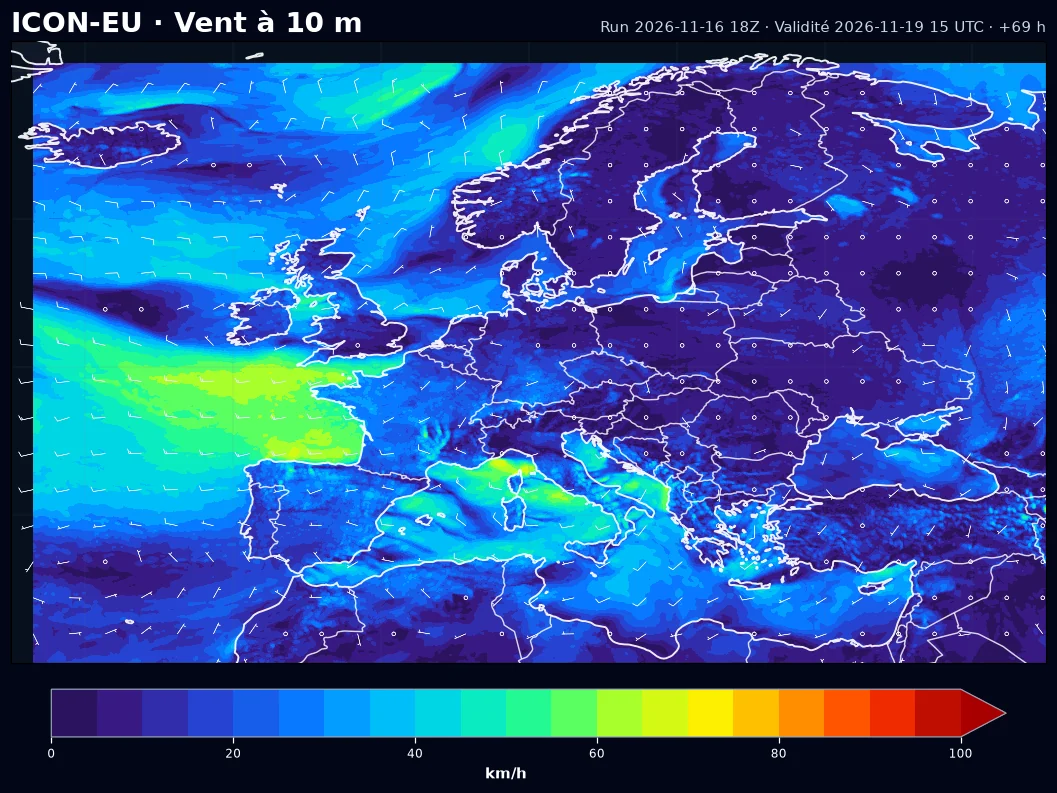 ICON-EU · Vent à 10 m
Run 2026-11-16 18Z · Validité 2026-11-19 15 UTC · +69 h
0 20 40 60 80 100
km/h